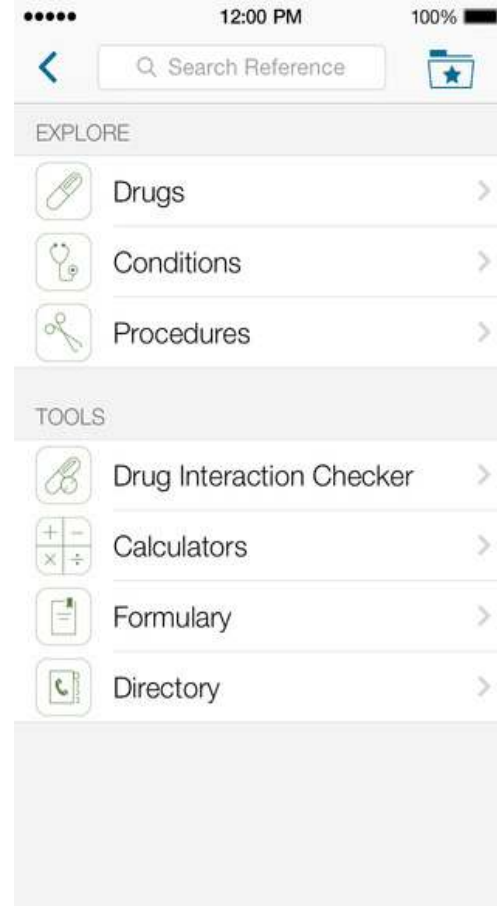 12:00 PM 100%
Search Reference
EXPLORE
Drugs
Conditions
Procedures
TOOLS
Drug Interaction Checker
Calculators
Formulary
Directory